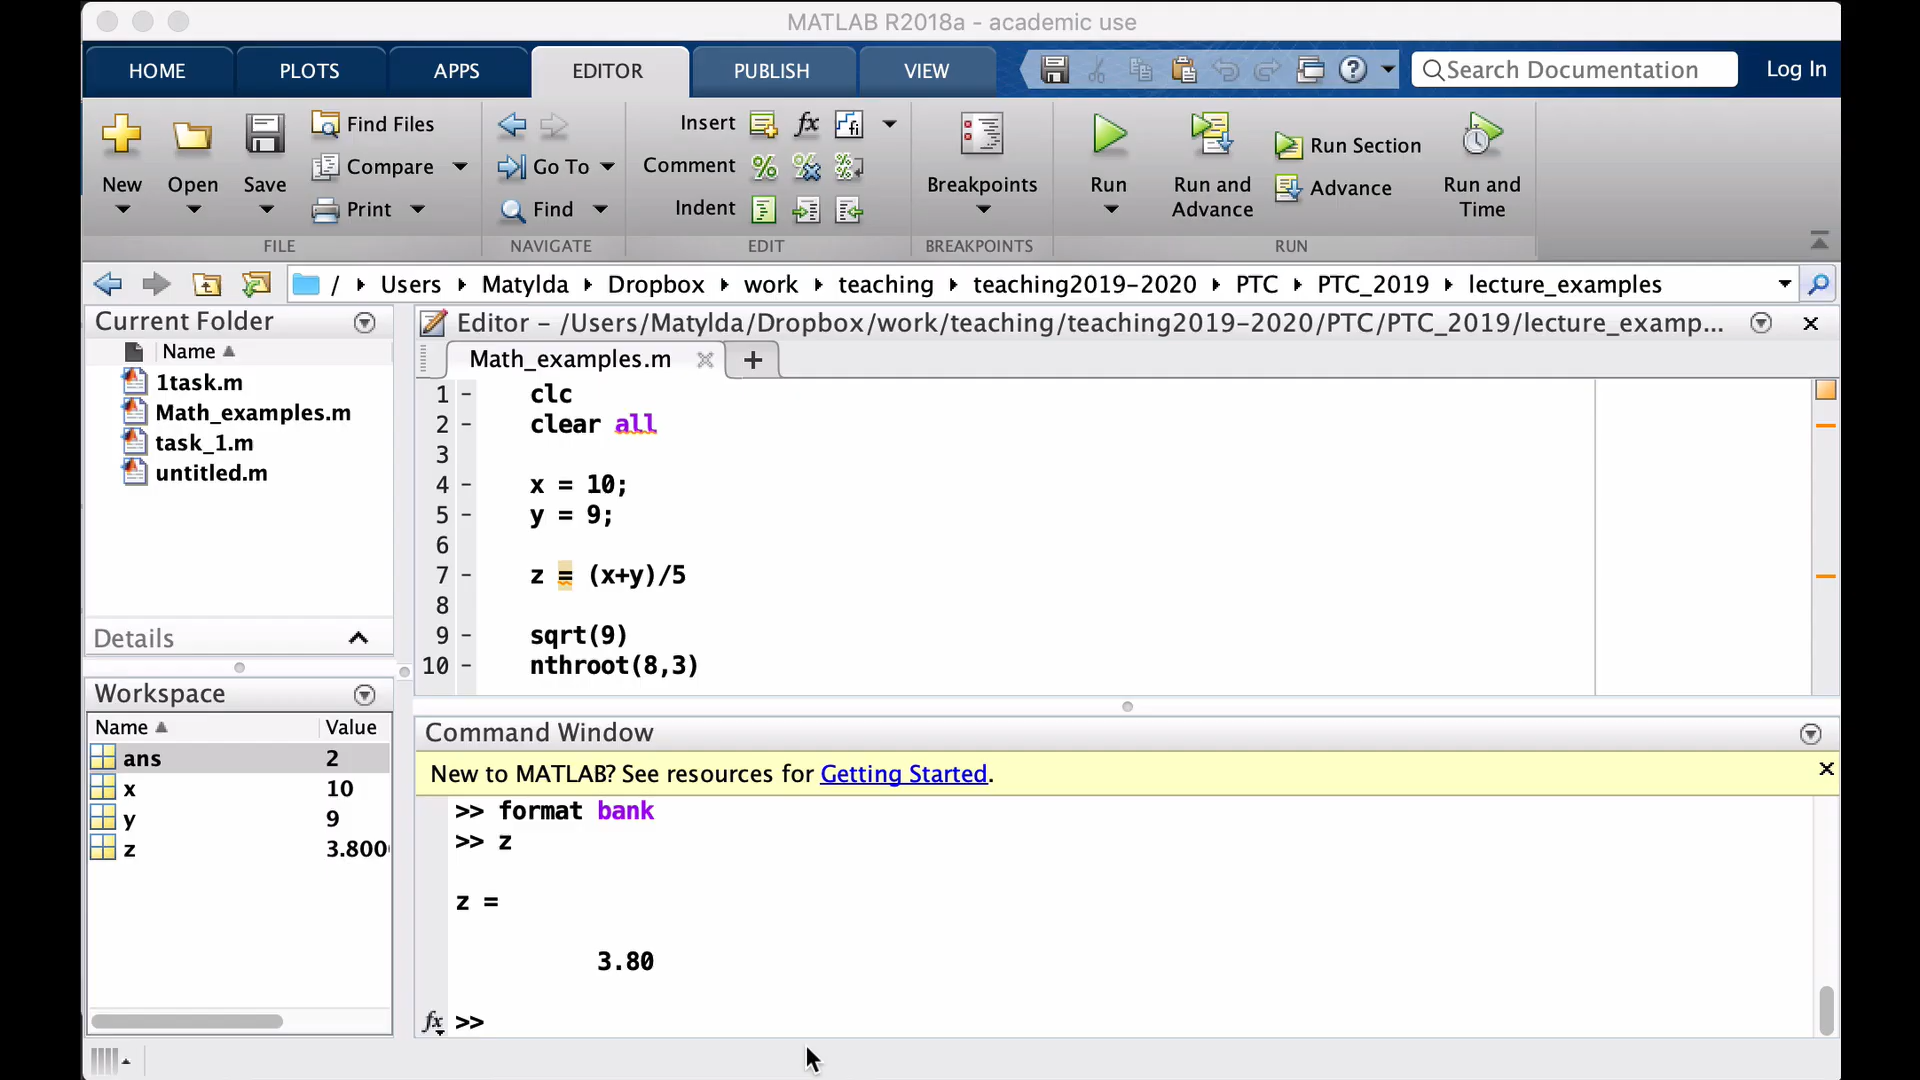 MATLAB R2018a - academic use
HOME PLOTS APPS EDITOR PUBLISH VIEW Search Documentation Log In
New Open Save Find Files Compare Print
Go To Find
Insert Comment Indent
Breakpoints
Run Run and Advance Run Section Advance Run and Time
FILE NAVIGATE EDIT BREAKPOINTS RUN
/ Users Matylda Dropbox work teaching teaching2019-2020 PTC PTC_2019 lecture_examples
Current Folder
Name
1task.m
Math_examples.m
task_1.m
untitled.m
Details
Workspace
Name Value
ans 2
x 10
y 9
z 3.800
Editor - /Users/Matylda/Dropbox/work/teaching/teaching2019-2020/PTC/PTC_2019/lecture_examp...
Math_examples.m
1 - clc
2 - clear all
3
4 - x = 10;
5 - y = 9;
6
7 - z = (x+y)/5
8
9 - sqrt(9)
10 - nthroot(8,3)
Command Window
New to MATLAB? See resources for Getting Started.
>> format bank
>> z
z =
3.80
fx >>